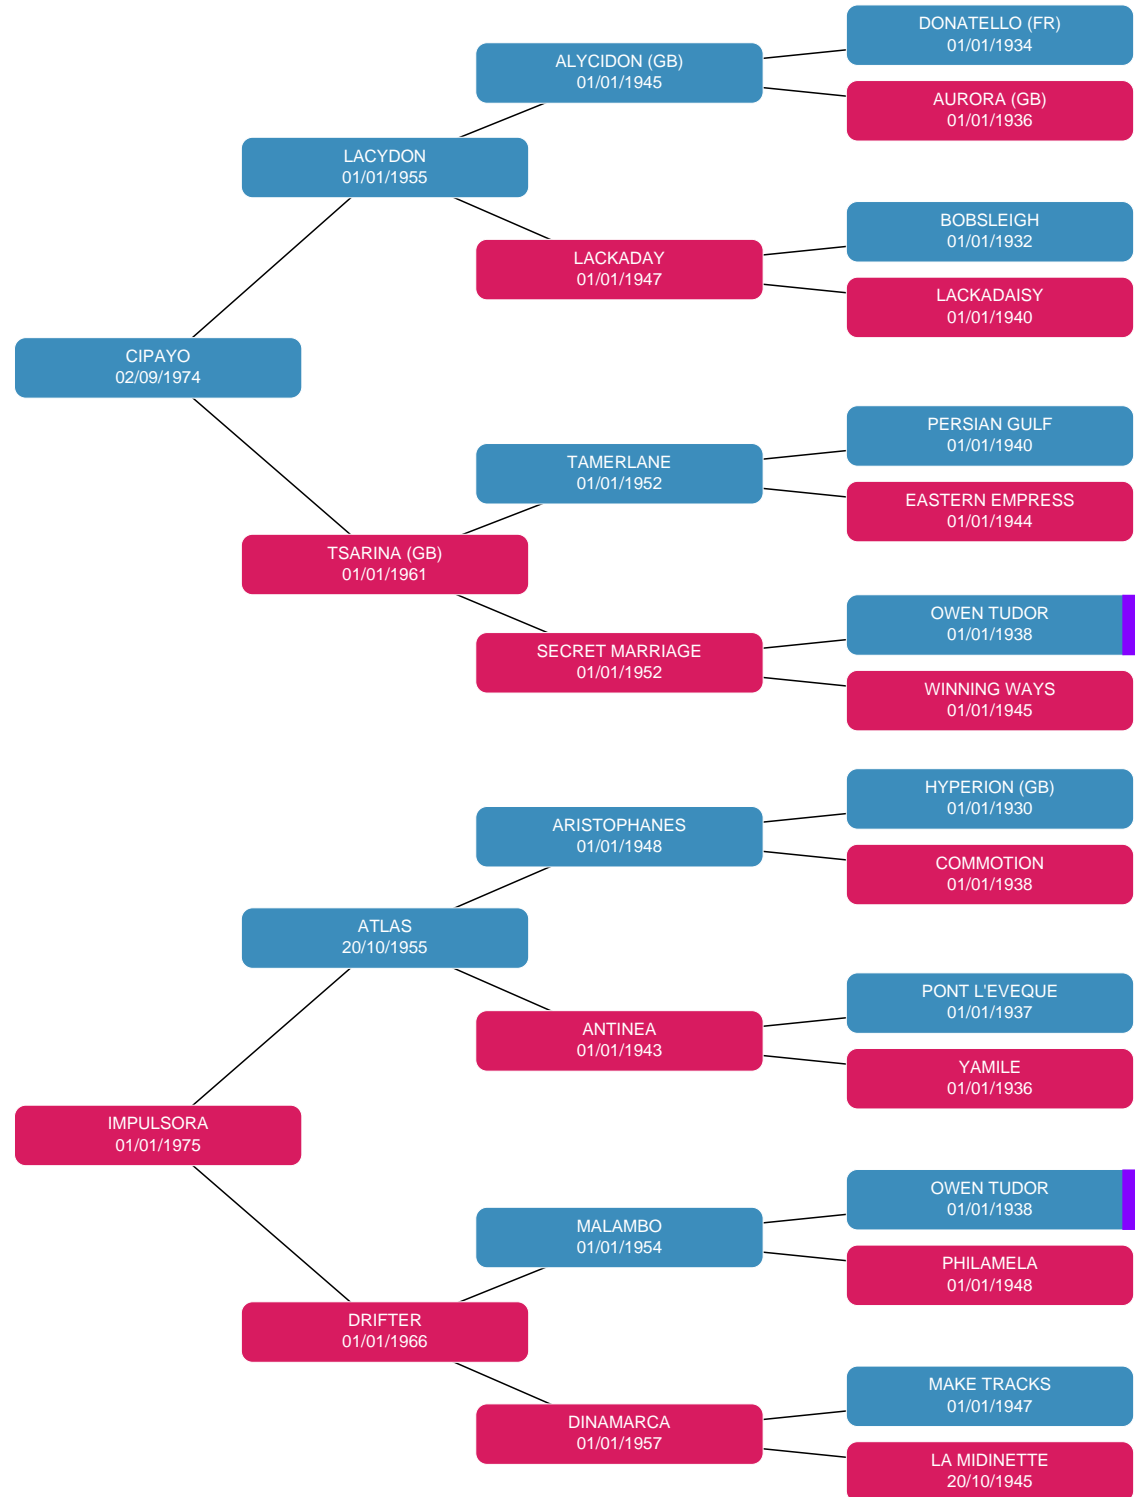 DONATELLO (FR)
01/01/1934
ALYCIDON (GB)
01/01/1945
AURORA (GB)
01/01/1936
LACYDON
01/01/1955
BOBSLEIGH
01/01/1932
LACKADAY
01/01/1947
LACKADAISY
01/01/1940
CIPAYO
02/09/1974
PERSIAN GULF
01/01/1940
TAMERLANE
01/01/1952
EASTERN EMPRESS
01/01/1944
TSARINA (GB)
01/01/1961
OWEN TUDOR
01/01/1938
SECRET MARRIAGE
01/01/1952
WINNING WAYS
01/01/1945
HYPERION (GB)
01/01/1930
ARISTOPHANES
01/01/1948
COMMOTION
01/01/1938
ATLAS
20/10/1955
PONT L'EVEQUE
01/01/1937
ANTINEA
01/01/1943
YAMILE
01/01/1936
IMPULSORA
01/01/1975
OWEN TUDOR
01/01/1938
MALAMBO
01/01/1954
PHILAMELA
01/01/1948
DRIFTER
01/01/1966
MAKE TRACKS
01/01/1947
DINAMARCA
01/01/1957
LA MIDINETTE
20/10/1945